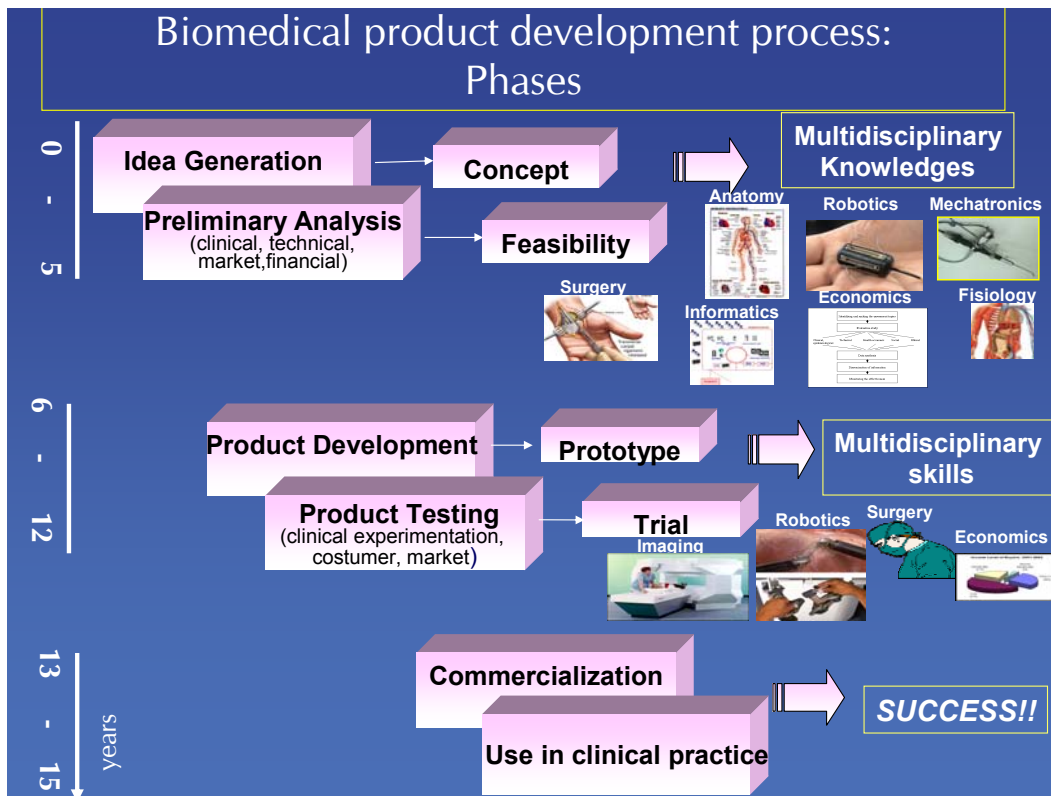 Biomedical product development process:
Phases
0 - 5
Idea Generation
Concept
Multidisciplinary
Knowledges
Preliminary Analysis
(clinical, technical,
market,financial)
Feasibility
Anatomy
Robotics
Mechatronics
Surgery
Informatics
Economics
Fisiology
6 - 12
Product Development
Prototype
Multidisciplinary
skills
Product Testing
(clinical experimentation,
costumer, market)
Trial
Imaging
Robotics
Surgery
Economics
13 - 15
years
Commercialization
Use in clinical practice
SUCCESS!!